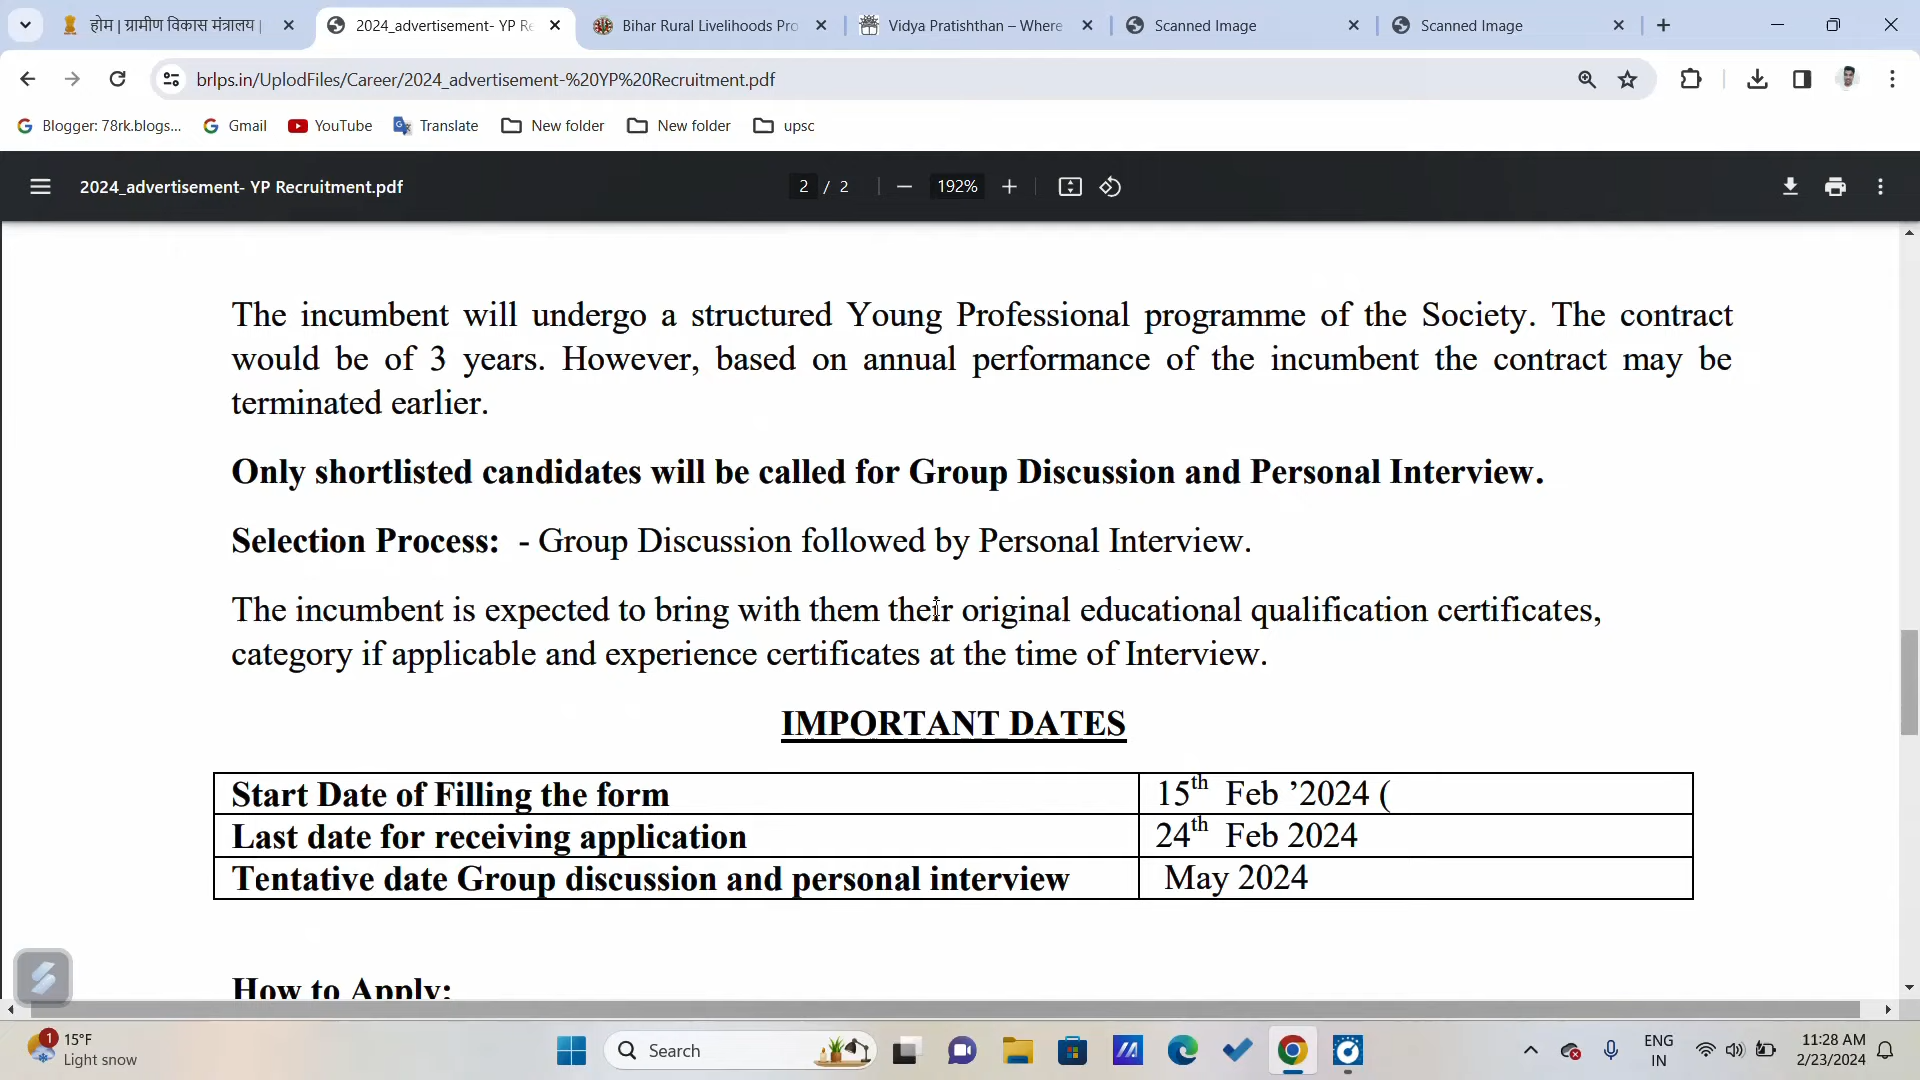 होम | ग्रामीण विकास मंत्रालय |
2024_advertisement- YP Re
Bihar Rural Livelihoods Pro
Vidya Pratishthan – Where
Scanned Image
Scanned Image
brlps.in/UplodFiles/Career/2024_advertisement-%20YP%20Recruitment.pdf
Blogger: 78rk.blogs...
Gmail
YouTube
Translate
New folder
New folder
upsc
2024_advertisement- YP Recruitment.pdf
2 / 2
192%
The incumbent will undergo a structured Young Professional programme of the Society. The contract
would be of 3 years. However, based on annual performance of the incumbent the contract may be
terminated earlier.
Only shortlisted candidates will be called for Group Discussion and Personal Interview.
Selection Process: - Group Discussion followed by Personal Interview.
The incumbent is expected to bring with them their original educational qualification certificates,
category if applicable and experience certificates at the time of Interview.
IMPORTANT DATES
Start Date of Filling the form 15th Feb ’2024 (
Last date for receiving application 24th Feb 2024
Tentative date Group discussion and personal interview May 2024
How to Apply:
1
15°F
Light snow
Search
ENG
IN
11:28 AM
2/23/2024